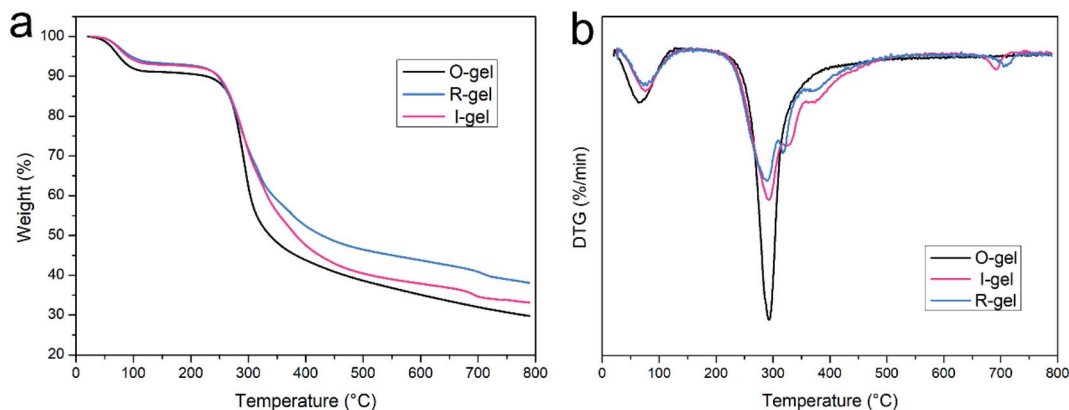 a
100
90
80
70
60
50
40
30
20
Weight (%)
O-gel
R-gel
I-gel
0 100 200 300 400 500 600 700 800
Temperature (°C)
b
DTG (%/min)
O-gel
I-gel
R-gel
0 100 200 300 400 500 600 700 800
Temperature (°C)